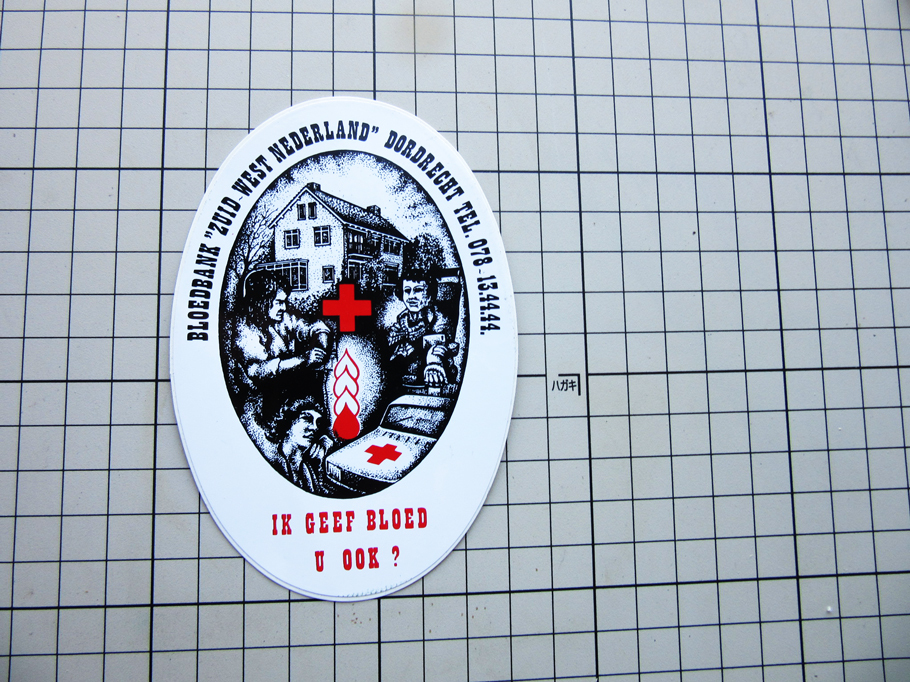 BLOEDBANK "ZUID-WEST NEDERLAND" DORDRECHT TEL. 078-13.44.44.
IK GEEF BLOED
U OOK ?
ハガキ